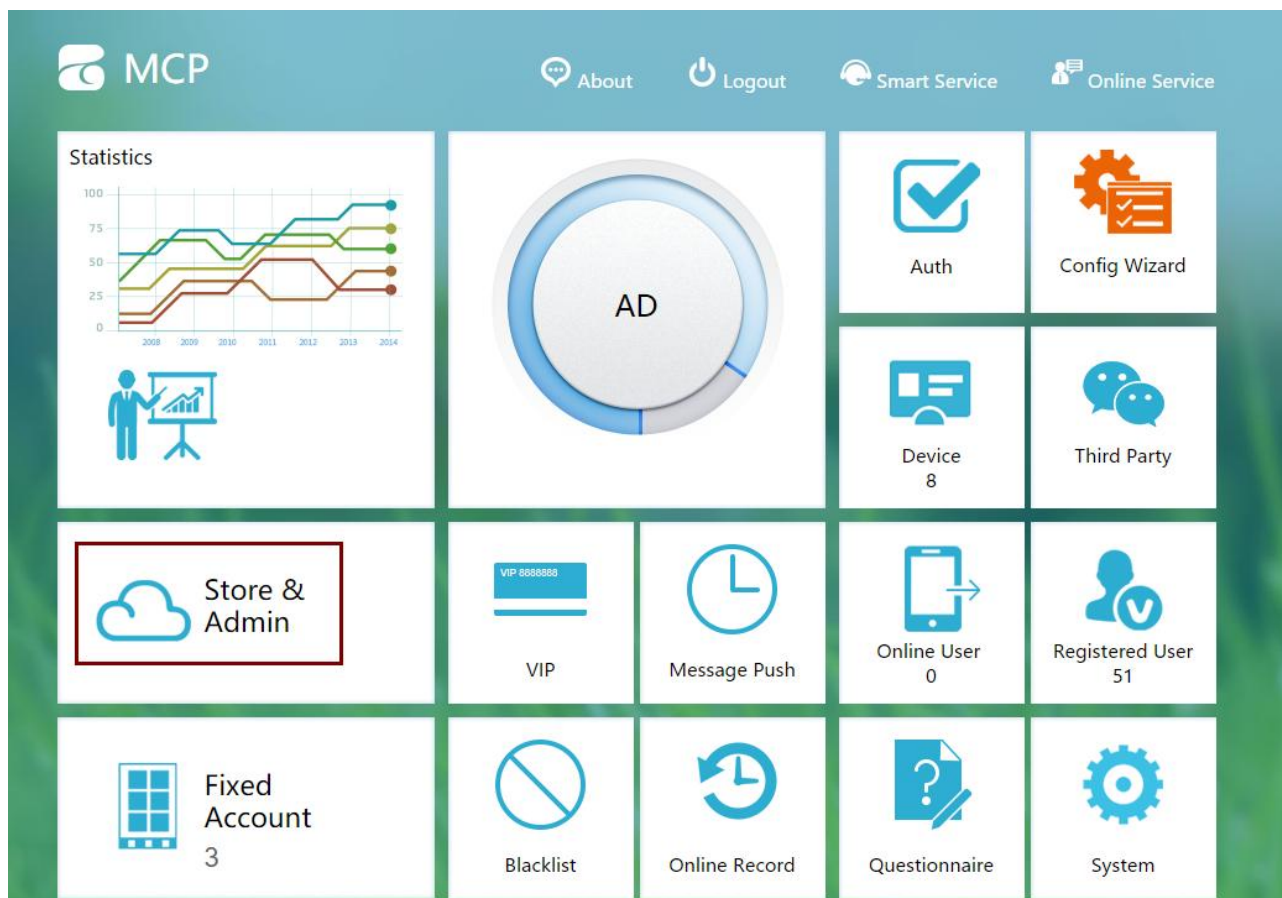 MCP
About
Logout
Smart Service
Online Service
Statistics
100
75
50
25
0
2008 2009 2010 2011 2012 2013 2014
AD
Auth
Config Wizard
Device
8
Third Party
Store &
Admin
VIP 8888888
VIP
Message Push
Online User
0
V
Registered User
51
Fixed
Account
3
Blacklist
Online Record
?
Questionnaire
System